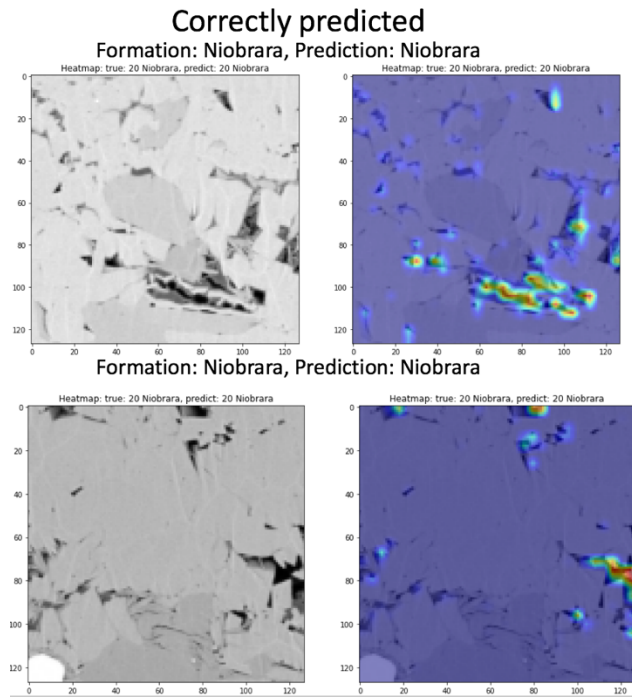 Correctly predicted
Formation: Niobrara, Prediction: Niobrara
Heatmap: true: 20 Niobrara, predict: 20 Niobrara
Heatmap: true: 20 Niobrara, predict: 20 Niobrara
0
20
40
60
80
100
120
0 20 40 60 80 100 120
0
20
40
60
80
100
120
0 20 40 60 80 100 120
Formation: Niobrara, Prediction: Niobrara
Heatmap: true: 20 Niobrara, predict: 20 Niobrara
Heatmap: true: 20 Niobrara, predict: 20 Niobrara
0
20
40
60
80
100
120
0 20 40 60 80 100 120
0
20
40
60
80
100
120
0 20 40 60 80 100 120